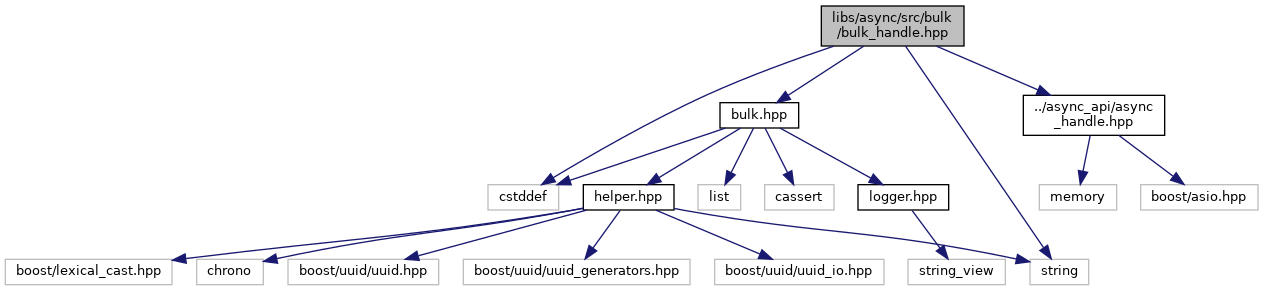 libs/async/src/bulk
/bulk_handle.hpp
../async_api/async
_handle.hpp
bulk.hpp
cstddef
helper.hpp
list
cassert
logger.hpp
memory
boost/asio.hpp
boost/lexical_cast.hpp
chrono
boost/uuid/uuid.hpp
boost/uuid/uuid_generators.hpp
boost/uuid/uuid_io.hpp
string_view
string